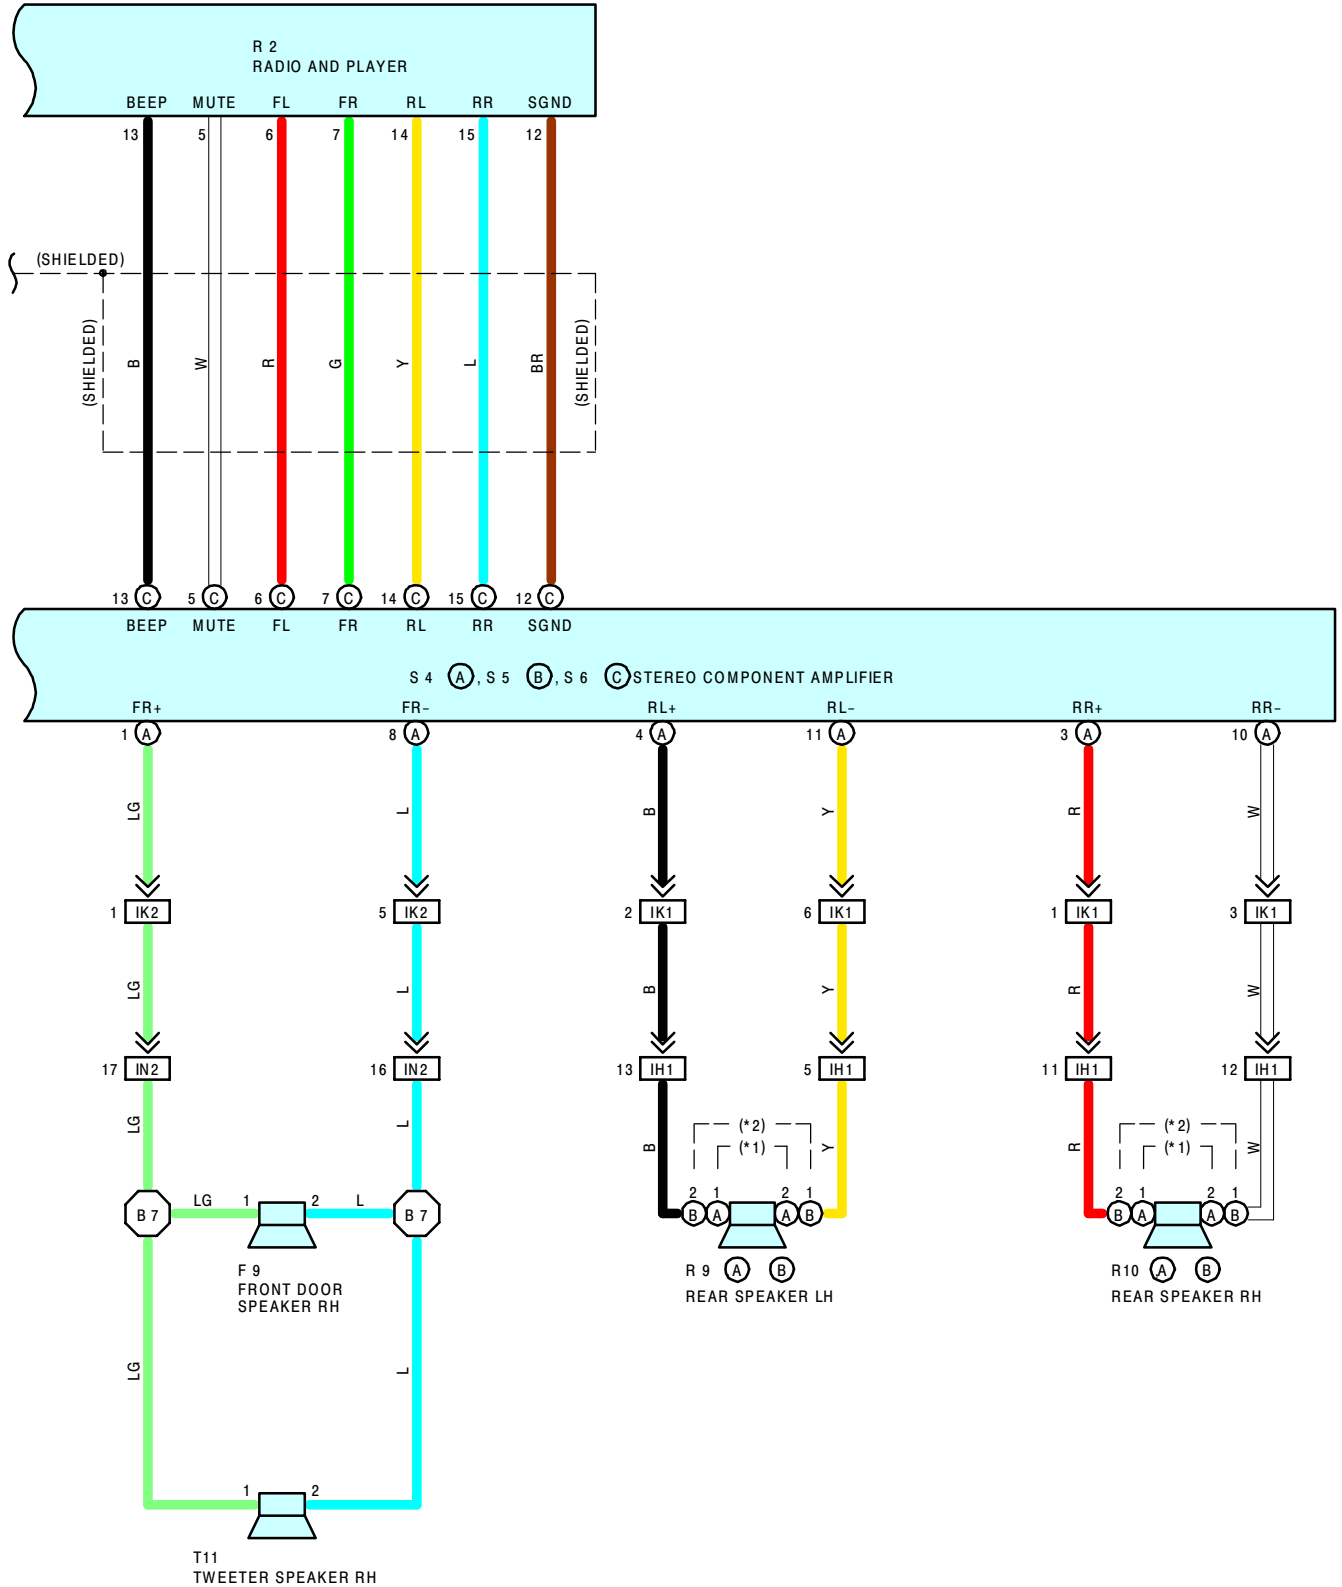 R 2
RADIO AND PLAYER
BEEP MUTE FL FR RL RR SGND
13 5 6 7 14 15 12
(SHIELDED)
(SHIELDED) B W R G Y L BR (SHIELDED)
13 C 5 C 6 C 7 C 14 C 15 C 12 C
BEEP MUTE FL FR RL RR SGND
S 4 A , S 5 B , S 6 C STEREO COMPONENT AMPLIFIER
FR+ FR- RL+ RL- RR+ RR-
1 A 8 A 4 A 11 A 3 A 10 A
LG L B Y R W
1 IK2 5 IK2 2 IK1 6 IK1 1 IK1 3 IK1
LG L B Y R W
17 IN2 16 IN2 13 IH1 5 IH1 11 IH1 12 IH1
LG L B (*2) Y R (*2) W
(*1) (*1)
2 1 2 1 2 1 2 1
B 7 LG 1 2 L B 7 B A A B B A A B
F 9
FRONT DOOR
SPEAKER RH
R 9 A B
REAR SPEAKER LH
R10 A B
REAR SPEAKER RH
LG L
1 2
T11
TWEETER SPEAKER RH